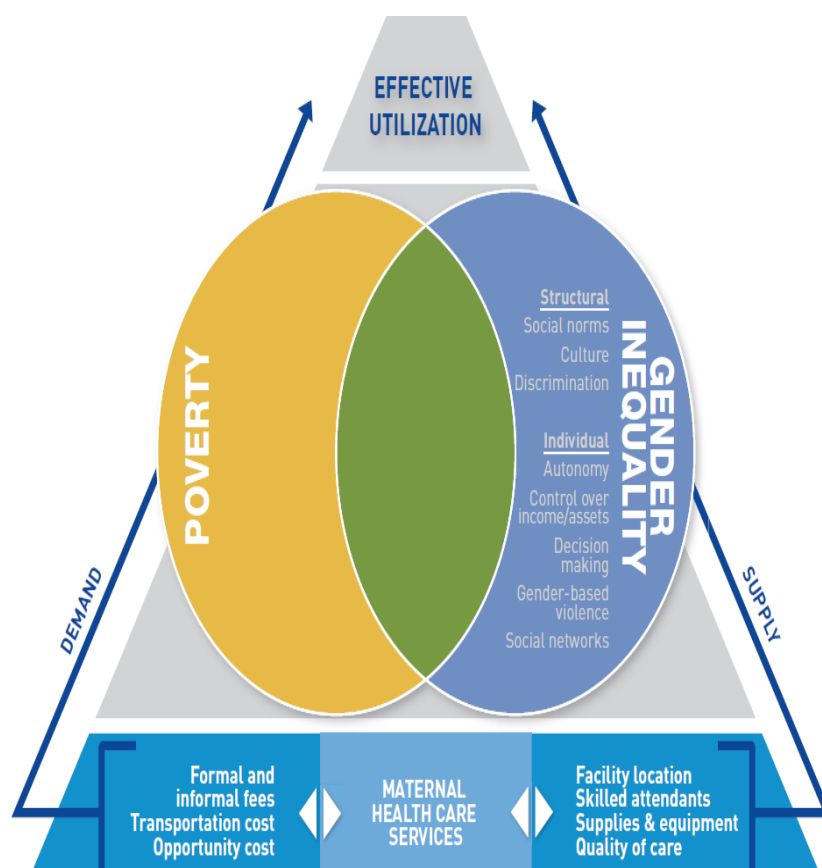 EFFECTIVE
UTILIZATION
POVERTY
Structural
Social norms
Culture
Discrimination
Individual
Autonomy
Control over
income/assets
Decision
making
Gender-based
violence
Social networks
GENDER
INEQUALITY
DEMAND
SUPPLY
Formal and
informal fees
Transportation cost
Opportunity cost
MATERNAL
HEALTH CARE
SERVICES
Facility location
Skilled attendants
Supplies & equipment
Quality of care